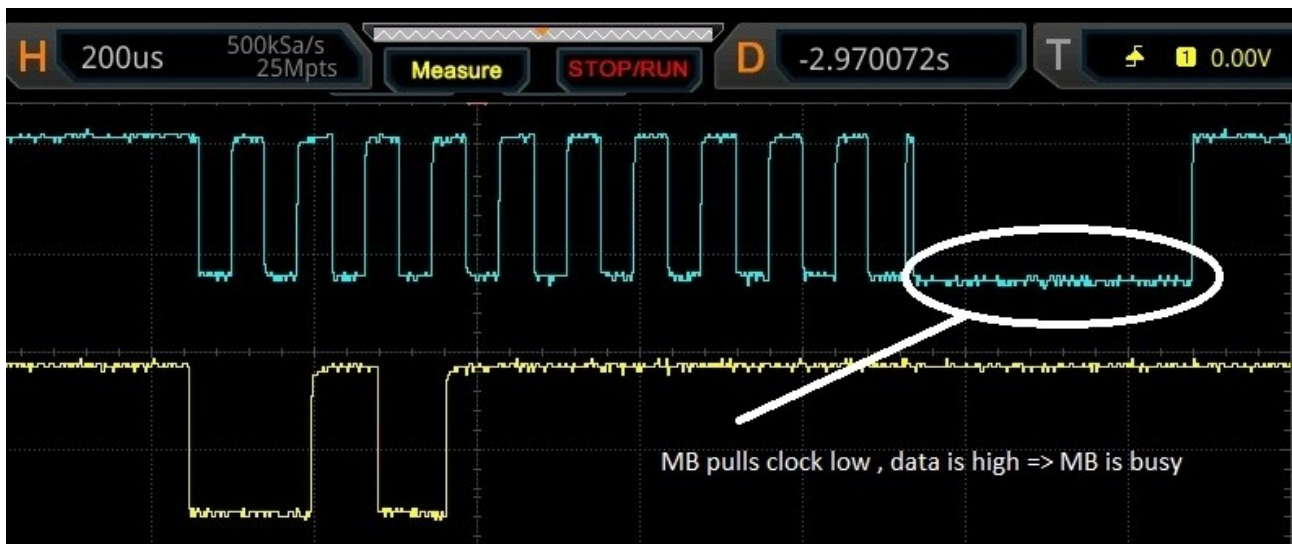 H 200us 500kSa/s 25Mpts Measure STOP/RUN D -2.970072s T 1 0.00V
MB pulls clock low , data is high => MB is busy